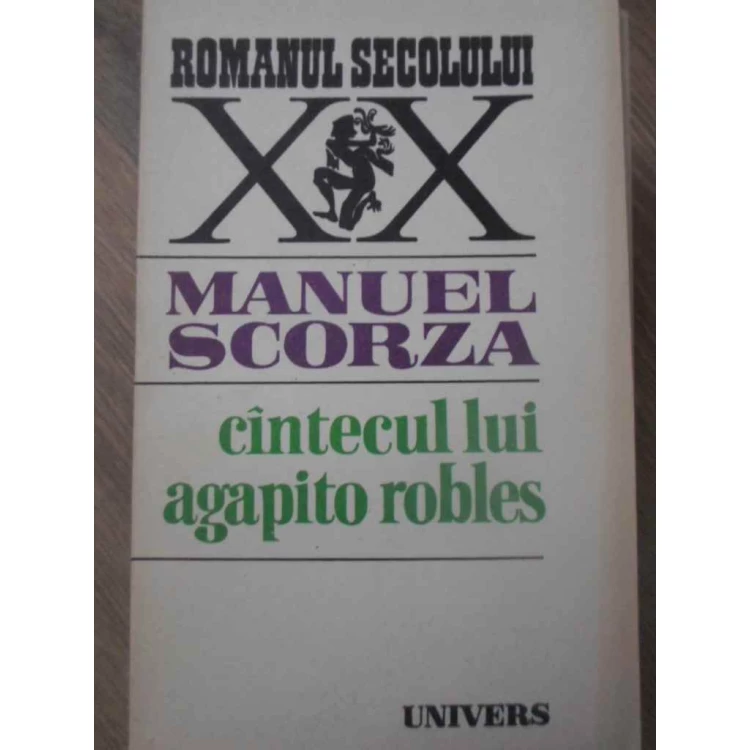 ROMANUL SECOLULUI
XX
MANUEL
SCORZA
cîntecul lui
agapito robles
UNIVERS